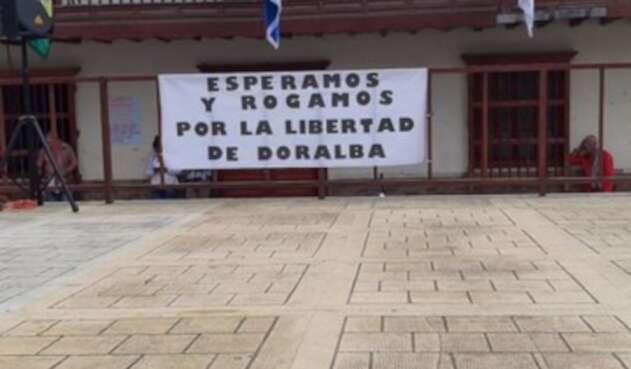 ESPERAMOS
Y ROGAMOS
POR LA LIBERTAD
DE DORALBA